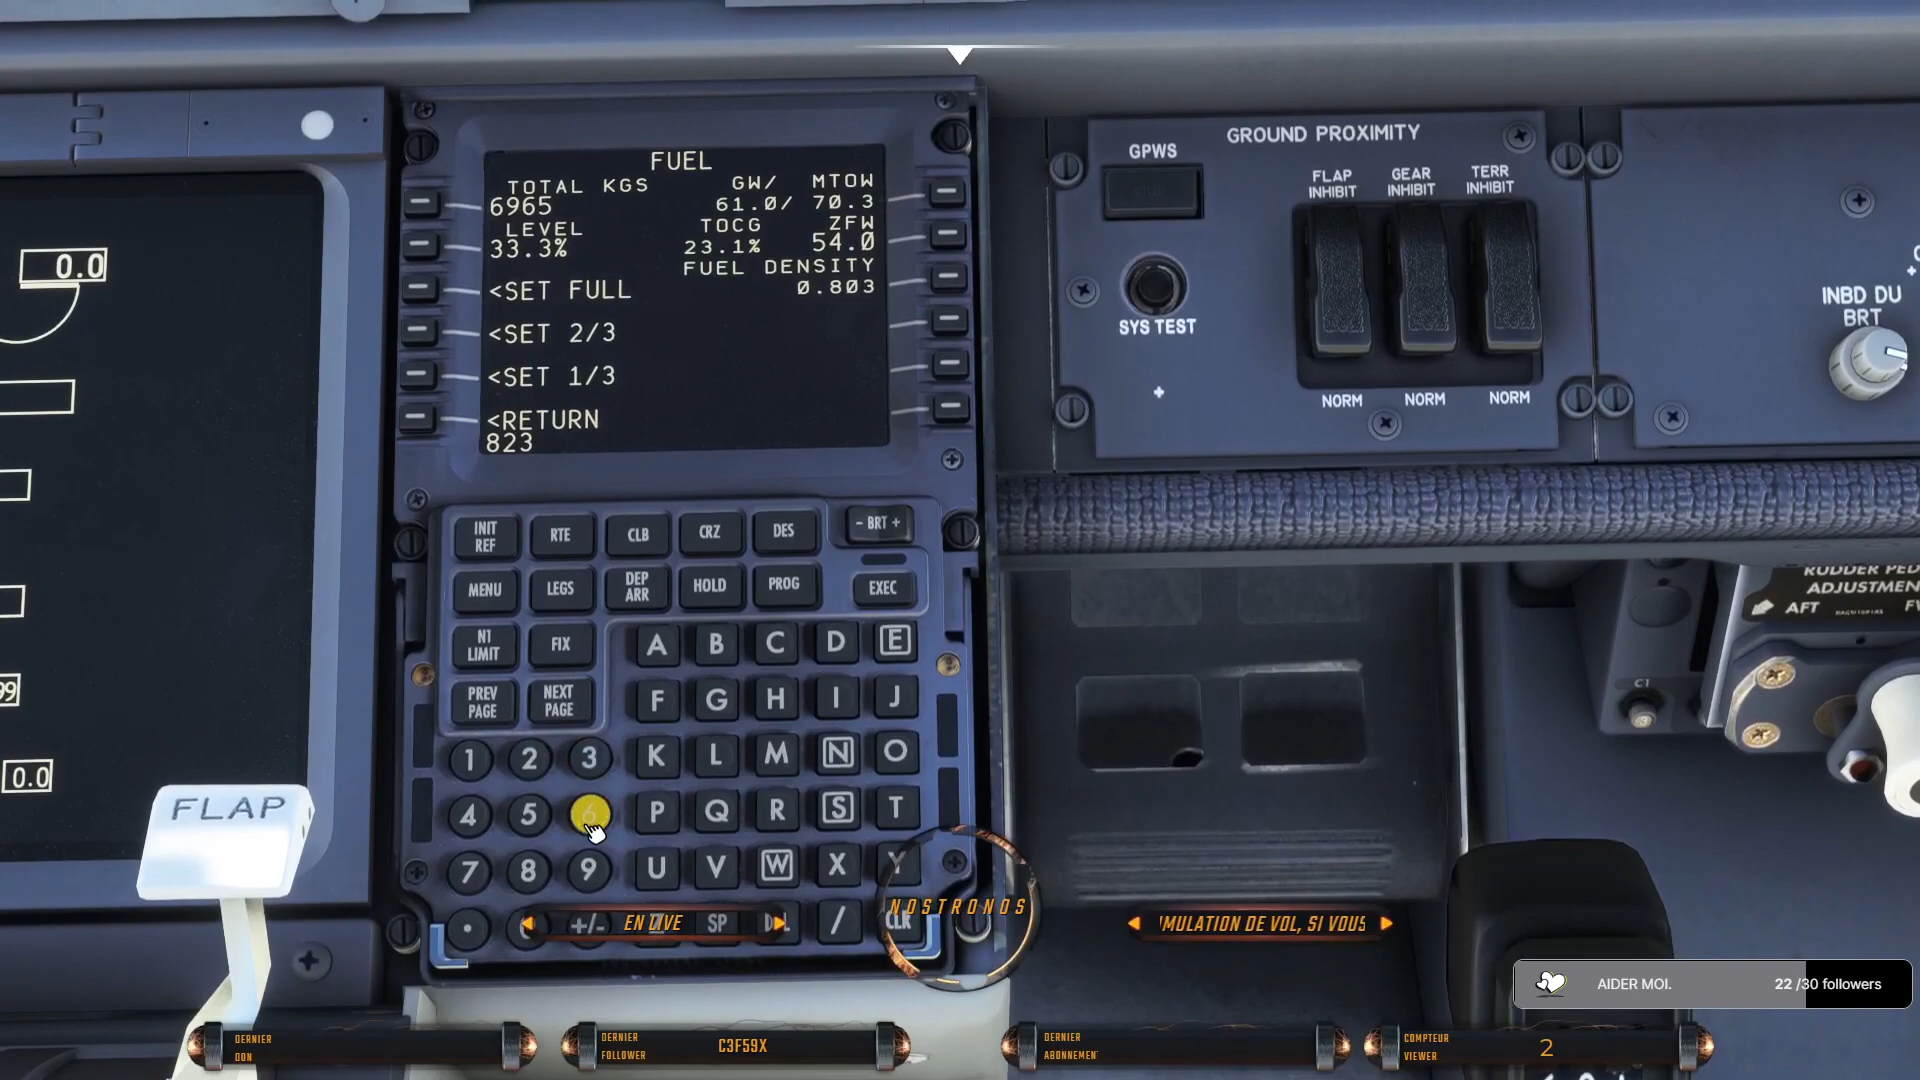 FUEL
TOTAL KGS GW/ MTOW
6965 61.0/ 70.3
LEVEL TOCG ZFW
33.3% 23.1% 54.0
FUEL DENSITY
<SET FULL 0.803
<SET 2/3
<SET 1/3
<RETURN
823
0.0
99
0.0
FLAP
INIT REF
RTE
CLB
CRZ
DES
- BRT +
MENU
LEGS
DEP ARR
HOLD
PROG
EXEC
N1 LIMIT
FIX
A B C D E
PREV PAGE
NEXT PAGE
F G H I J
1 2 3 K L M N O
4 5 6 P Q R S T
7 8 9 U V W X Y
+/- SP / CLR
GROUND PROXIMITY
GPWS
FLAP INHIBIT
GEAR INHIBIT
TERR INHIBIT
SYS TEST
NORM
NORM
NORM
INBD DU
BRT
RUDDER PED
ADJUSTMEN
AFT
C1
EN LIVE
NOSTRONOS
IMULATION DE VOL, SI VOUS
AIDER MOI.
22 /30 followers
DERNIER
DON
DERNIER
FOLLOWER
C3F59X
DERNIER
ABONNEMEN
COMPTEUR
VIEWER
2